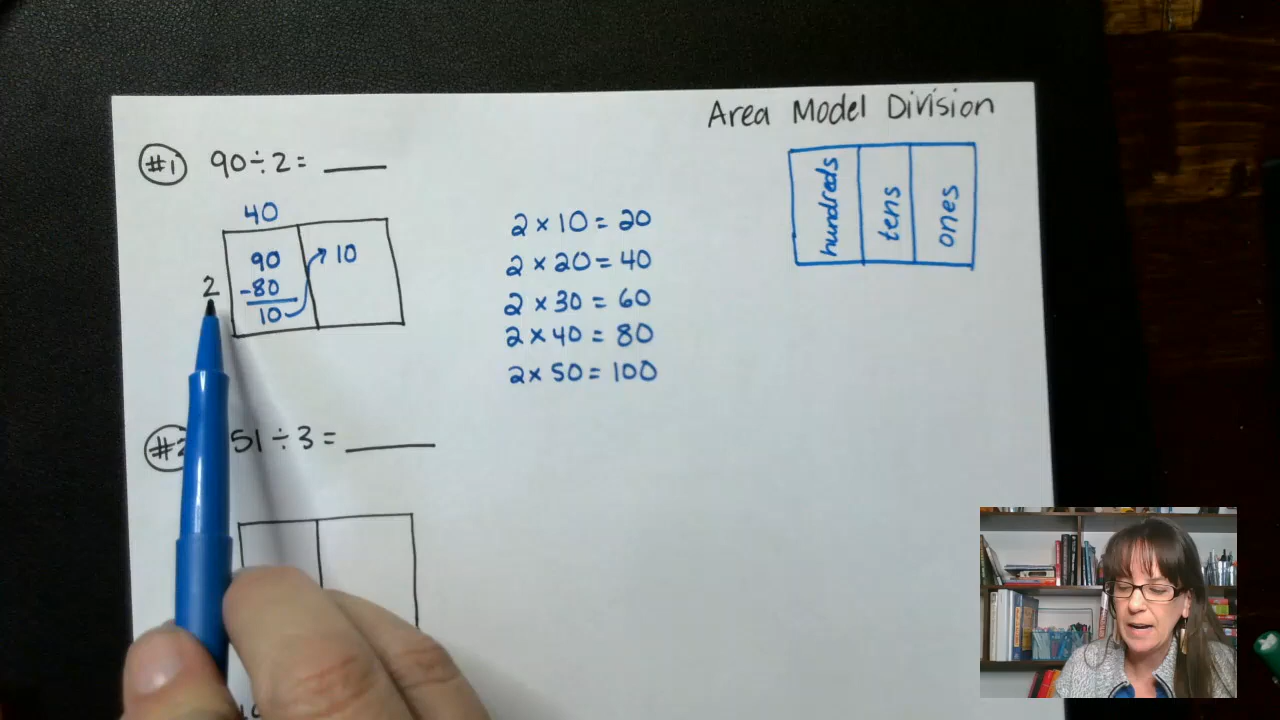 Area Model Division
#1 90÷2= ____
40
90
-80
10
10
2
2 × 10 = 20
2 × 20 = 40
2 × 30 = 60
2 × 40 = 80
2 × 50 = 100
hundreds
tens
ones
#2 51÷3= ____